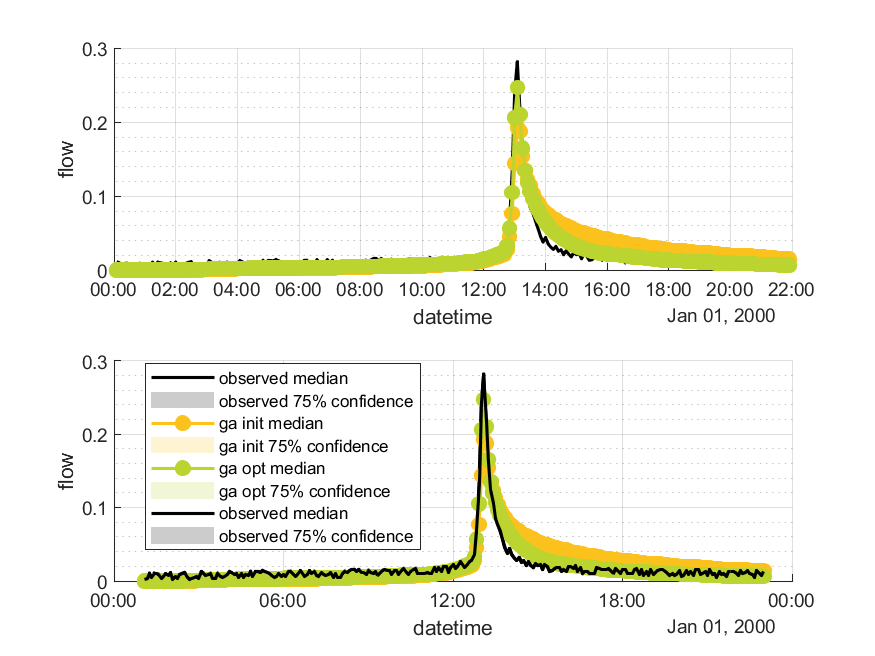 0.3
0.2
0.1
0
flow
00:00 02:00 04:00 06:00 08:00 10:00 12:00 14:00 16:00 18:00 20:00 22:00
datetime
Jan 01, 2000
0.3
0.2
0.1
0
flow
observed median
observed 75% confidence
ga init median
ga init 75% confidence
ga opt median
ga opt 75% confidence
observed median
observed 75% confidence
00:00 06:00 12:00 18:00 00:00
datetime
Jan 01, 2000